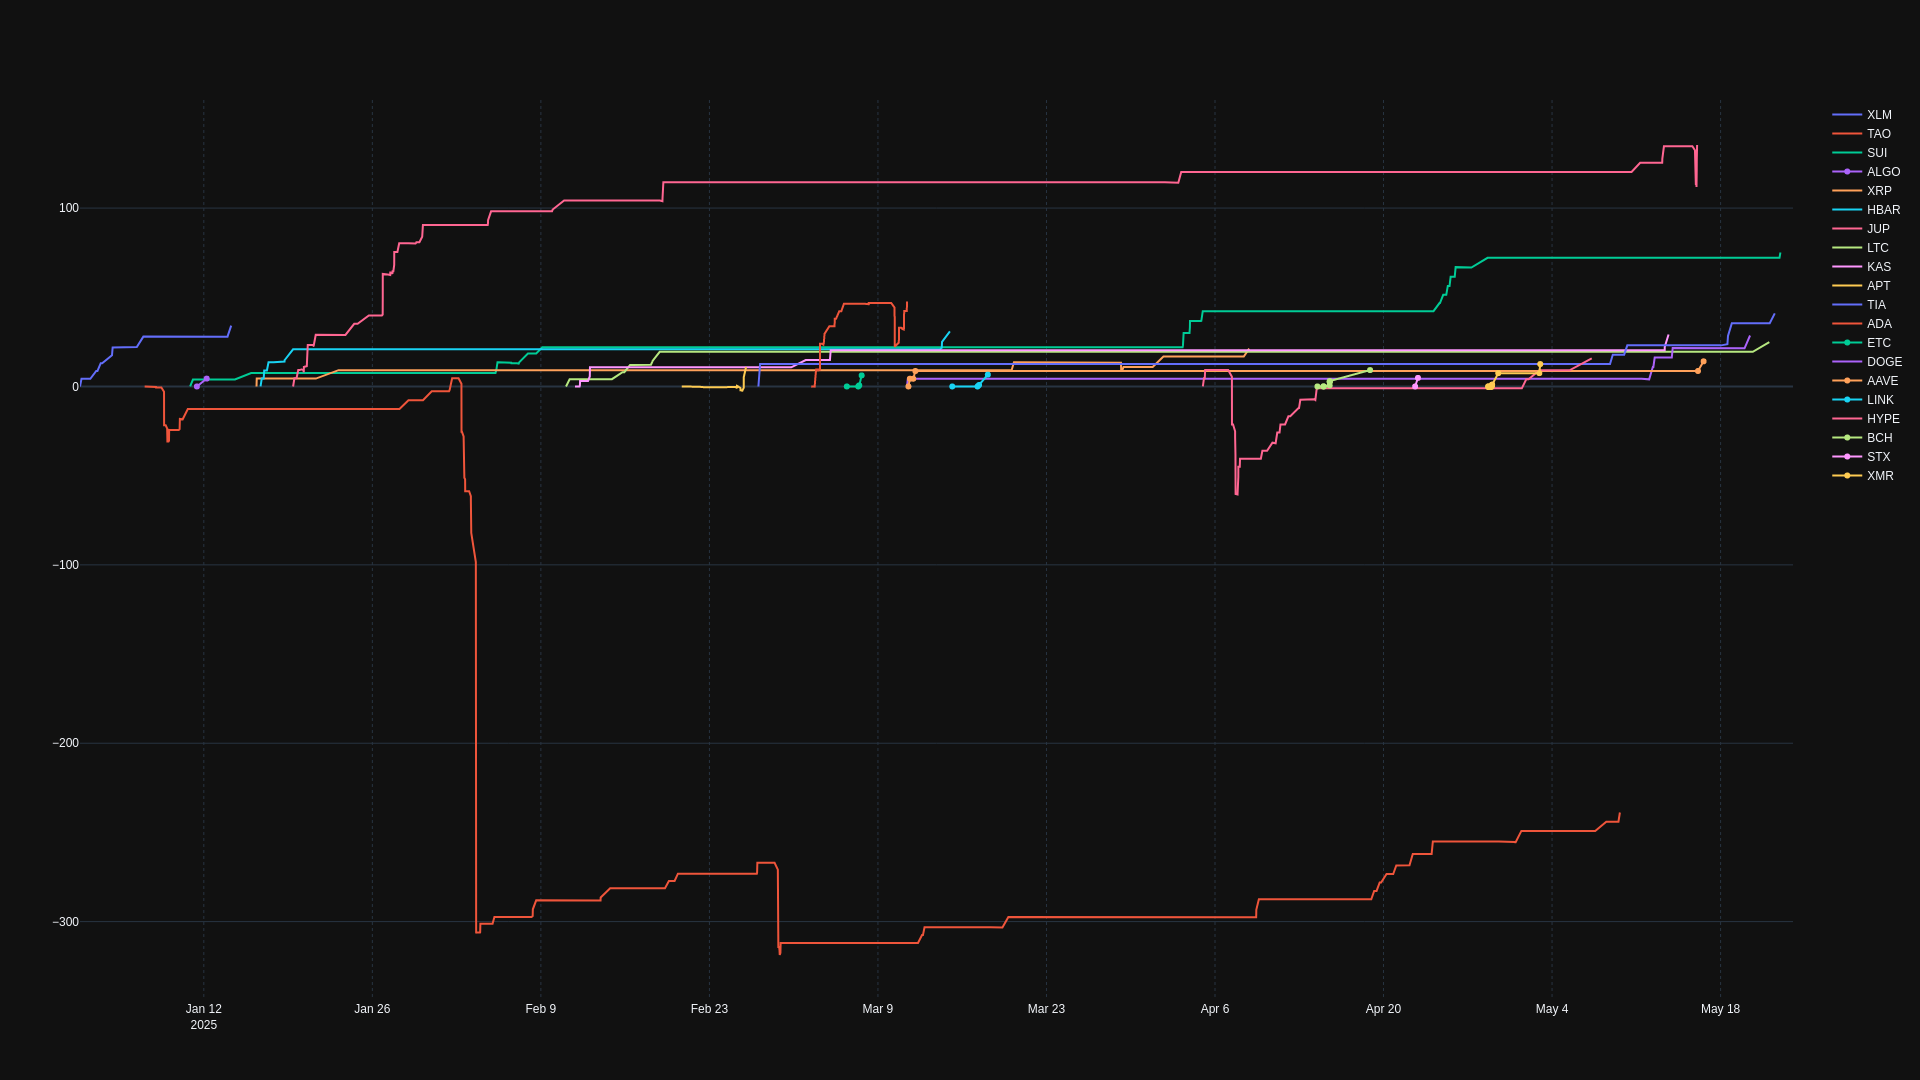 100
0
−100
−200
−300
Jan 12
2025
Jan 26
Feb 9
Feb 23
Mar 9
Mar 23
Apr 6
Apr 20
May 4
May 18
XLM
TAO
SUI
ALGO
XRP
HBAR
JUP
LTC
KAS
APT
TIA
ADA
ETC
DOGE
AAVE
LINK
HYPE
BCH
STX
XMR